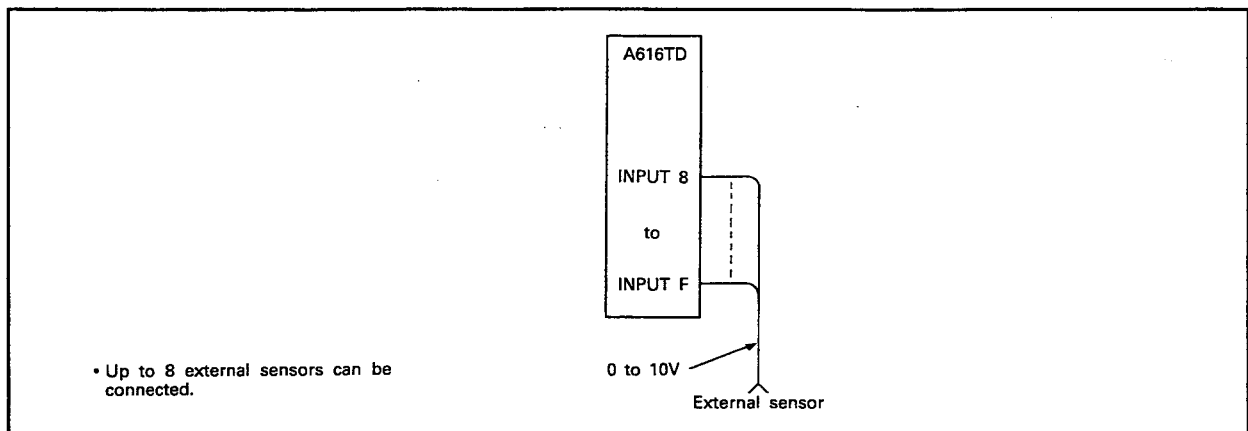 A616TD
INPUT 8
to
INPUT F
0 to 10V
External sensor
• Up to 8 external sensors can be
connected.